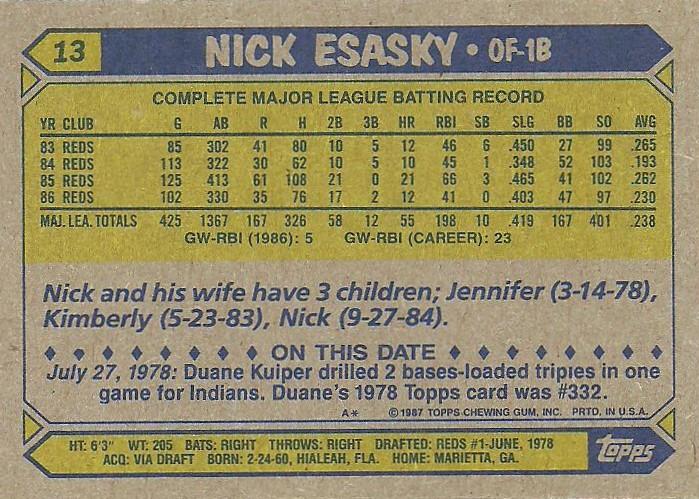 13 NICK ESASKY • OF-1B
COMPLETE MAJOR LEAGUE BATTING RECORD
YR CLUB G AB R H 2B 3B HR RBI SB SLG BB SO AVG
83 REDS 85 302 41 80 10 5 12 46 6 .450 27 99 .265
84 REDS 113 322 30 62 10 5 10 45 1 .348 52 103 .193
85 REDS 125 413 61 108 21 0 21 66 3 .465 41 102 .262
86 REDS 102 330 35 76 17 2 12 41 0 .403 47 97 .230
MAJ. LEA. TOTALS 425 1367 167 326 58 12 55 198 10 .419 167 401 .238
GW-RBI (1986): 5 GW-RBI (CAREER): 23
Nick and his wife have 3 children; Jennifer (3-14-78),
Kimberly (5-23-83), Nick (9-27-84).
ON THIS DATE
July 27, 1978: Duane Kuiper drilled 2 bases-loaded triples in one
game for Indians. Duane's 1978 Topps card was #332.
A* ©1987 TOPPS CHEWING GUM, INC. PRTD. IN U.S.A.
HT: 6'3" WT: 205 BATS: RIGHT THROWS: RIGHT DRAFTED: REDS #1-JUNE, 1978
ACQ: VIA DRAFT BORN: 2-24-60, HIALEAH, FLA. HOME: MARIETTA, GA.
topps